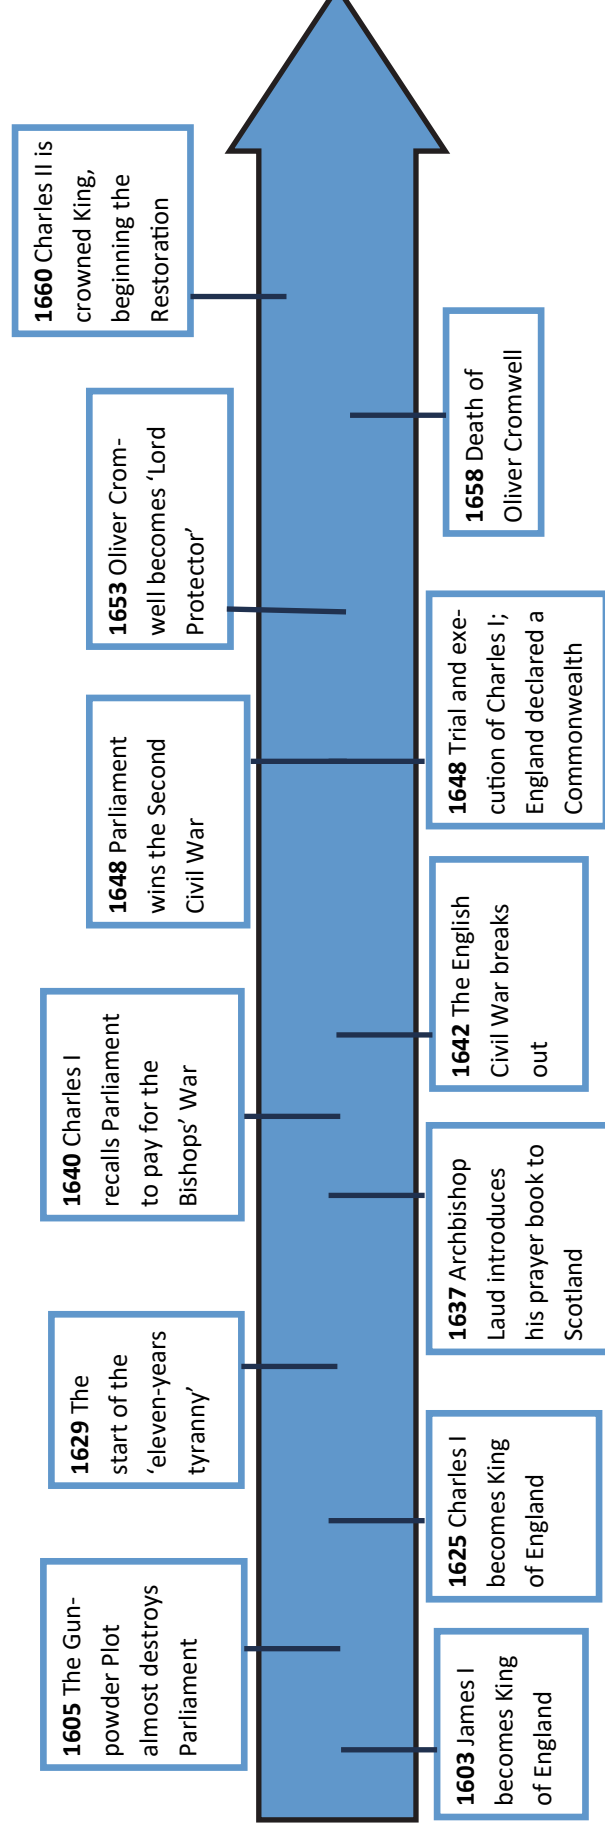 1603 James I
becomes King
of England
1605 The Gun-
powder Plot
almost destroys
Parliament
1625 Charles I
becomes King
of England
1629 The
start of the
‘eleven-years
tyranny’
1637 Archbishop
Laud introduces
his prayer book to
Scotland
1640 Charles I
recalls Parliament
to pay for the
Bishops’ War
1642 The English
Civil War breaks
out
1648 Parliament
wins the Second
Civil War
1648 Trial and exe-
cution of Charles I;
England declared a
Commonwealth
1653 Oliver Crom-
well becomes ‘Lord
Protector’
1658 Death of
Oliver Cromwell
1660 Charles II is
crowned King,
beginning the
Restoration